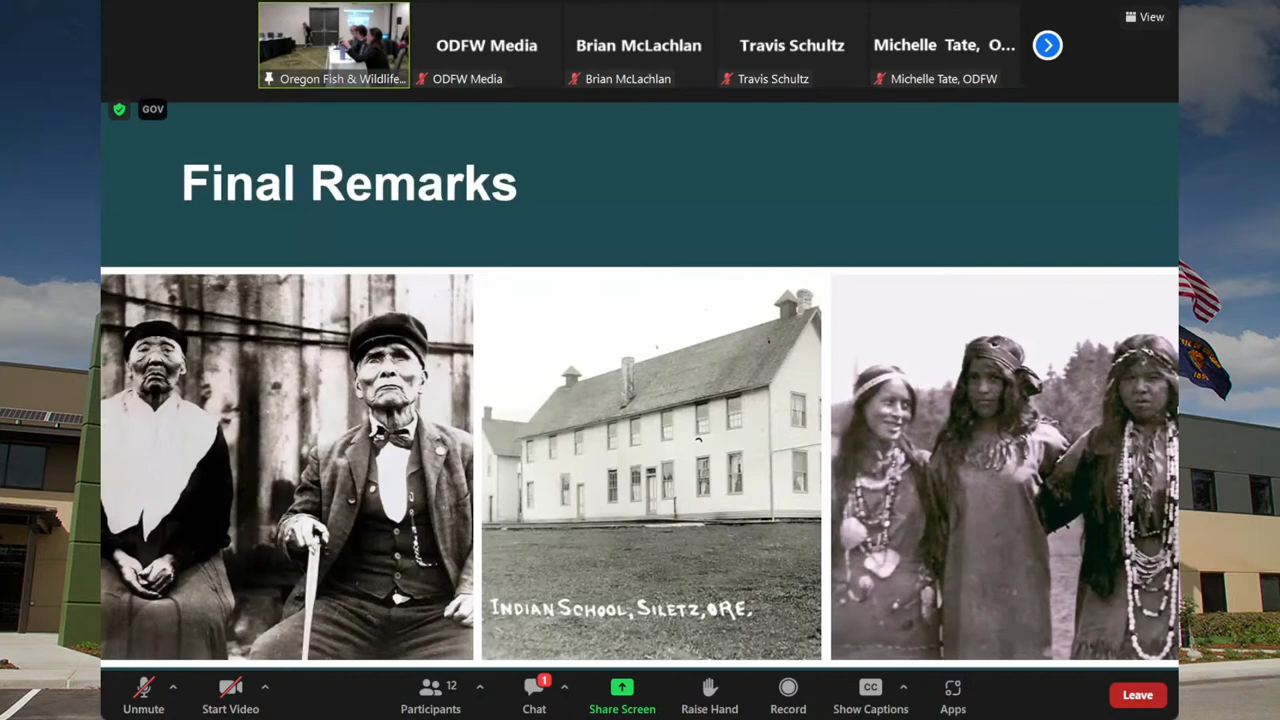 View
ODFW Media
Brian McLachlan
Travis Schultz
Michelle Tate, O...
Oregon Fish & Wildlife...
ODFW Media
Brian McLachlan
Travis Schultz
Michelle Tate, ODFW
GOV
Final Remarks
INDIAN SCHOOL, SILETZ, ORE.
12
1
CC
Unmute
Start Video
Participants
Chat
Share Screen
Raise Hand
Record
Show Captions
Apps
Leave